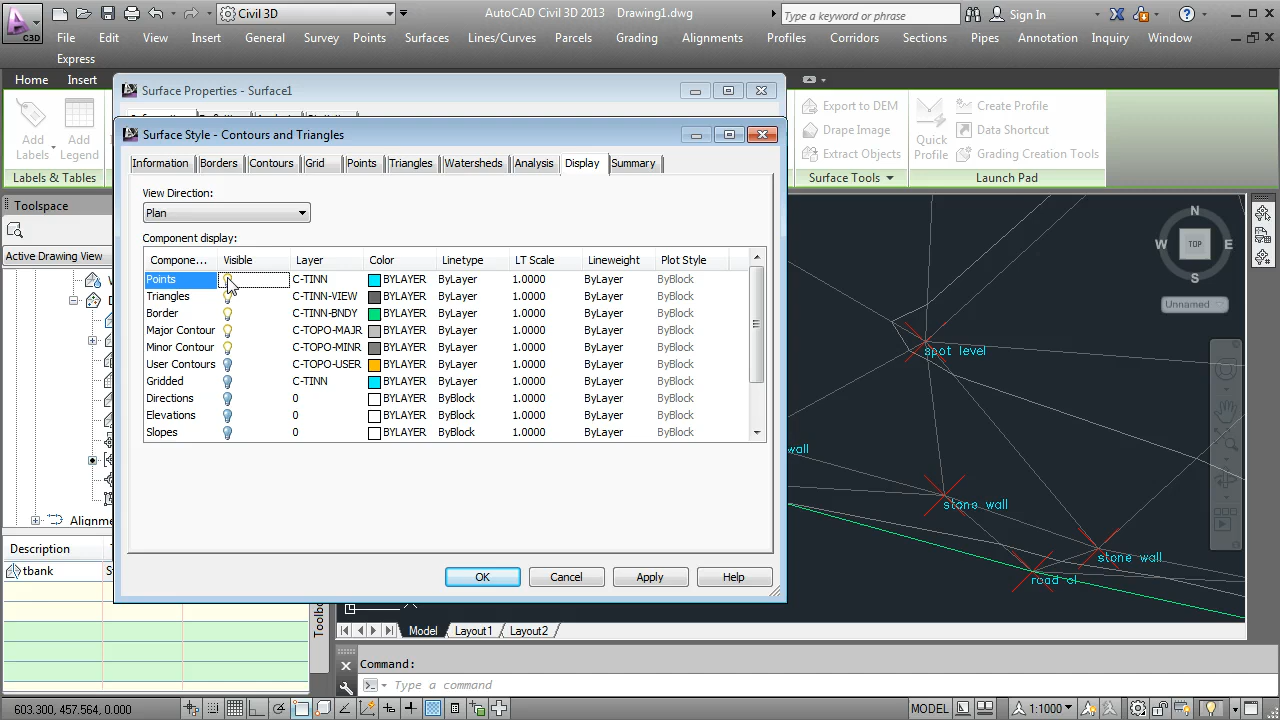 Civil 3D
AutoCAD Civil 3D 2013 Drawing1.dwg
Type a keyword or phrase
Sign In
C3D
File Edit View Insert General Survey Points Surfaces Lines/Curves Parcels Grading Alignments Profiles Corridors Sections Pipes Annotation Inquiry Window
Express
Home Insert
Surface Properties - Surface1
Add Labels
Add Legend
Labels & Tables
Export to DEM
Drape Image
Extract Objects
Surface Tools
Quick Profile
Create Profile
Data Shortcut
Grading Creation Tools
Launch Pad
Surface Style - Contours and Triangles
Information Borders Contours Grid Points Triangles Watersheds Analysis Display Summary
View Direction:
Plan
Component display:
Compone... Visible Layer Color Linetype LT Scale Lineweight Plot Style
Points C-TINN BYLAYER ByLayer 1.0000 ByLayer ByBlock
Triangles C-TINN-VIEW BYLAYER ByLayer 1.0000 ByLayer ByBlock
Border C-TINN-BNDY BYLAYER ByLayer 1.0000 ByLayer ByBlock
Major Contour C-TOPO-MAJR BYLAYER ByLayer 1.0000 ByLayer ByBlock
Minor Contour C-TOPO-MINR BYLAYER ByLayer 1.0000 ByLayer ByBlock
User Contours C-TOPO-USER BYLAYER ByLayer 1.0000 ByLayer ByBlock
Gridded C-TINN BYLAYER ByLayer 1.0000 ByLayer ByBlock
Directions 0 BYLAYER ByBlock 1.0000 ByLayer ByBlock
Elevations 0 BYLAYER ByBlock 1.0000 ByLayer ByBlock
Slopes 0 BYLAYER ByBlock 1.0000 ByLayer ByBlock
OK Cancel Apply Help
Toolspace
Active Drawing View
Alignme
Description
tbank
Toolbo
N
W TOP E
S
Unnamed
spot level
wall
stone wall
stone wall
road cl
Model Layout1 Layout2
Command:
Type a command
603.300, 457.564, 0.000
MODEL
1:1000